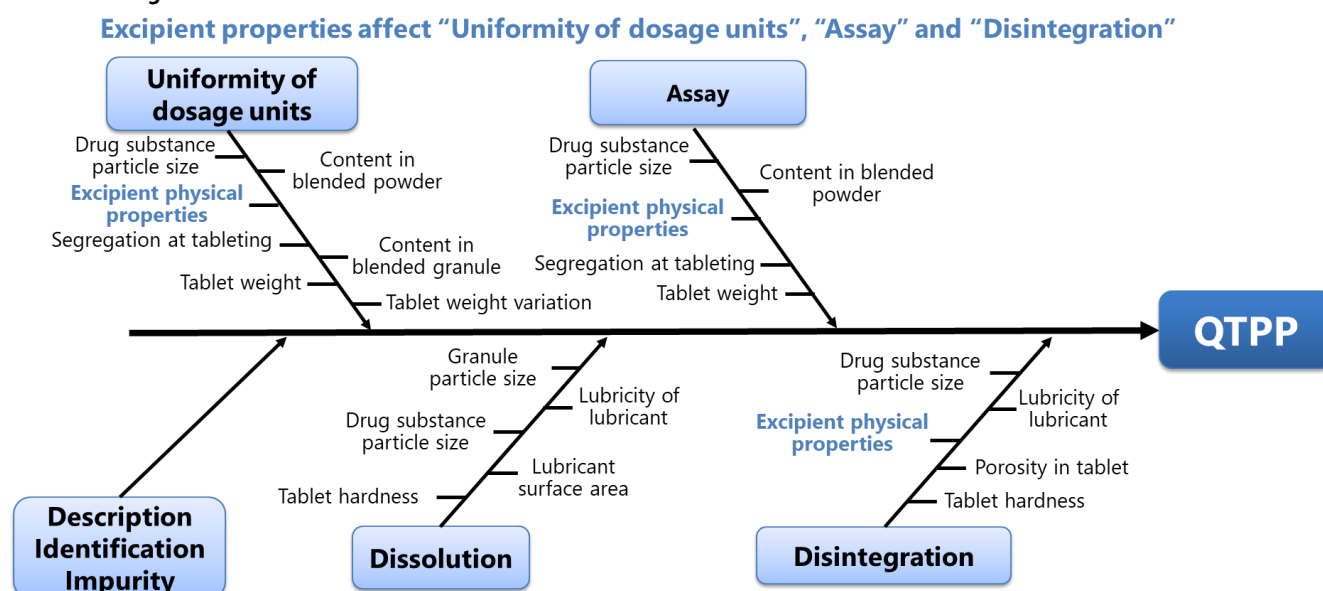 Excipient properties affect “Uniformity of dosage units”, “Assay” and “Disintegration”
Uniformity of
dosage units
Drug substance
particle size
Content in
blended powder
Excipient physical
properties
Segregation at tableting
Content in
blended granule
Tablet weight
Tablet weight variation
Assay
Drug substance
particle size
Content in blended
powder
Excipient physical
properties
Segregation at tableting
Tablet weight
QTPP
Description
Identification
Impurity
Granule
particle size
Lubricity of
lubricant
Drug substance
particle size
Lubricant
surface area
Tablet hardness
Dissolution
Drug substance
particle size
Lubricity of
lubricant
Excipient physical
properties
Porosity in tablet
Tablet hardness
Disintegration